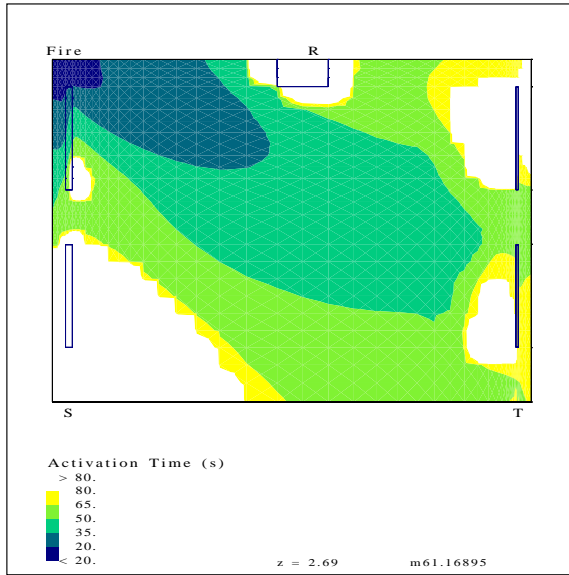 Fire R
S T
Activation Time (s)
> 80.
80.
65.
50.
35.
20.
< 20.
z = 2.69 m61.16895